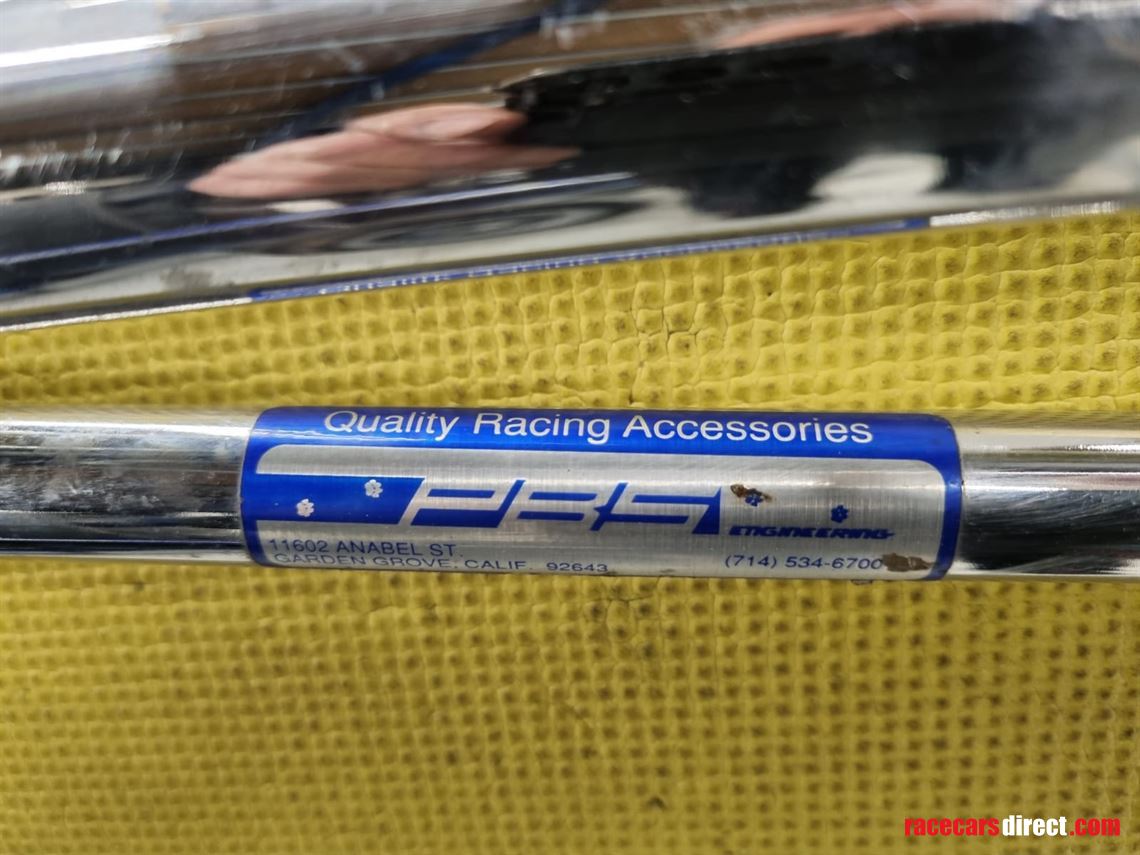 Quality Racing Accessories
PBS
ENGINEERING
11602 ANABEL ST.
GARDEN GROVE, CALIF. 92643
(714) 534-6700
racecarsdirect.com